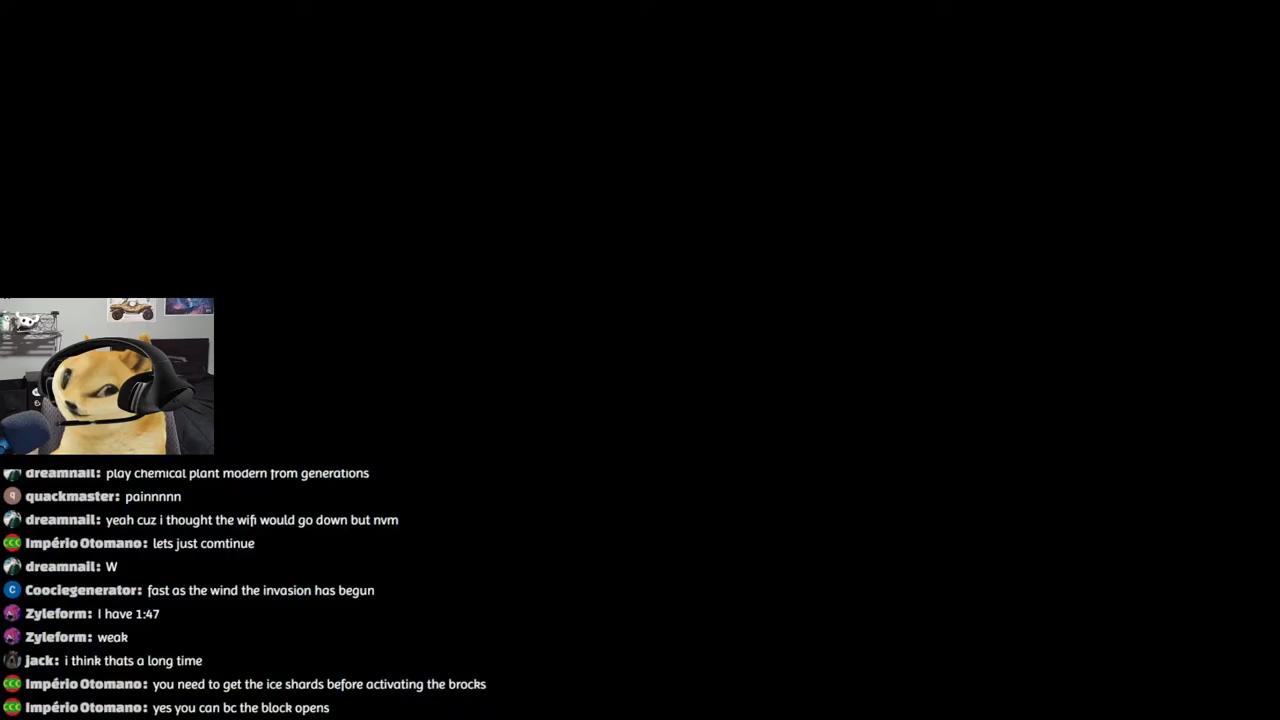 dreamnail: play chemical plant modern from generations
quackmaster: painnnnn
dreamnail: yeah cuz i thought the wifi would go down but nvm
Império Otomano: lets just comtinue
dreamnail: W
Cooclegenerator: fast as the wind the invasion has begun
Zyleform: I have 1:47
Zyleform: weak
jack: i think thats a long time
Império Otomano: you need to get the ice shards before activating the brocks
Império Otomano: yes you can bc the block opens